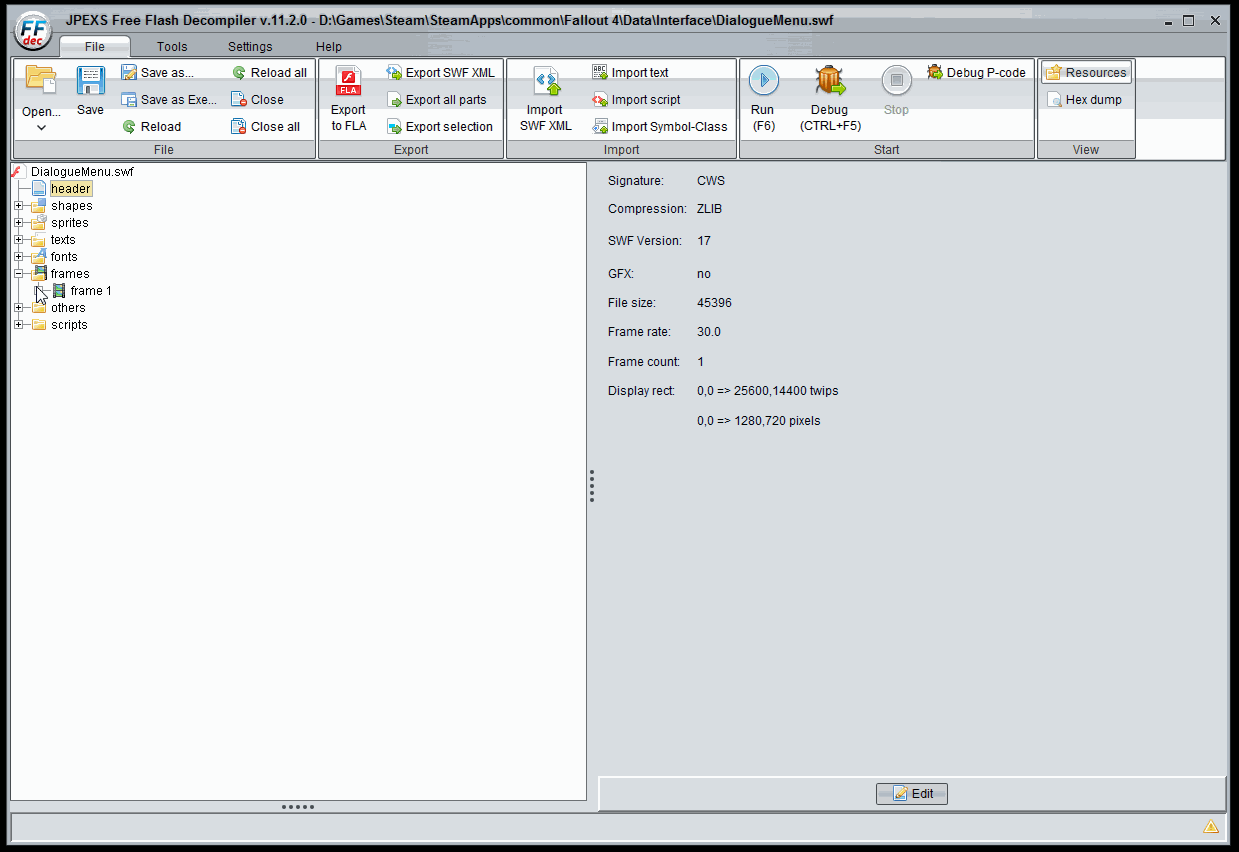 JPEXS Free Flash Decompiler v.11.2.0 - D:\Games\Steam\SteamApps\common\Fallout 4\Data\Interface\DialogueMenu.swf
FF
dec
File Tools Settings Help
Open...
Save
Save as...
Save as Exe...
Reload
Reload all
Close
Close all
File
FLA
Export
to FLA
Export SWF XML
Export all parts
Export selection
Export
Import
SWF XML
ABC
Import text
Import script
Import Symbol-Class
Import
Run
(F6)
Debug
(CTRL+F5)
Stop
Debug P-code
Start
Resources
Hex dump
View
DialogueMenu.swf
header
shapes
sprites
texts
fonts
frames
frame 1
others
scripts
Signature: CWS
Compression: ZLIB
SWF Version: 17
GFX: no
File size: 45396
Frame rate: 30.0
Frame count: 1
Display rect: 0,0 => 25600,14400 twips
0,0 => 1280,720 pixels
Edit